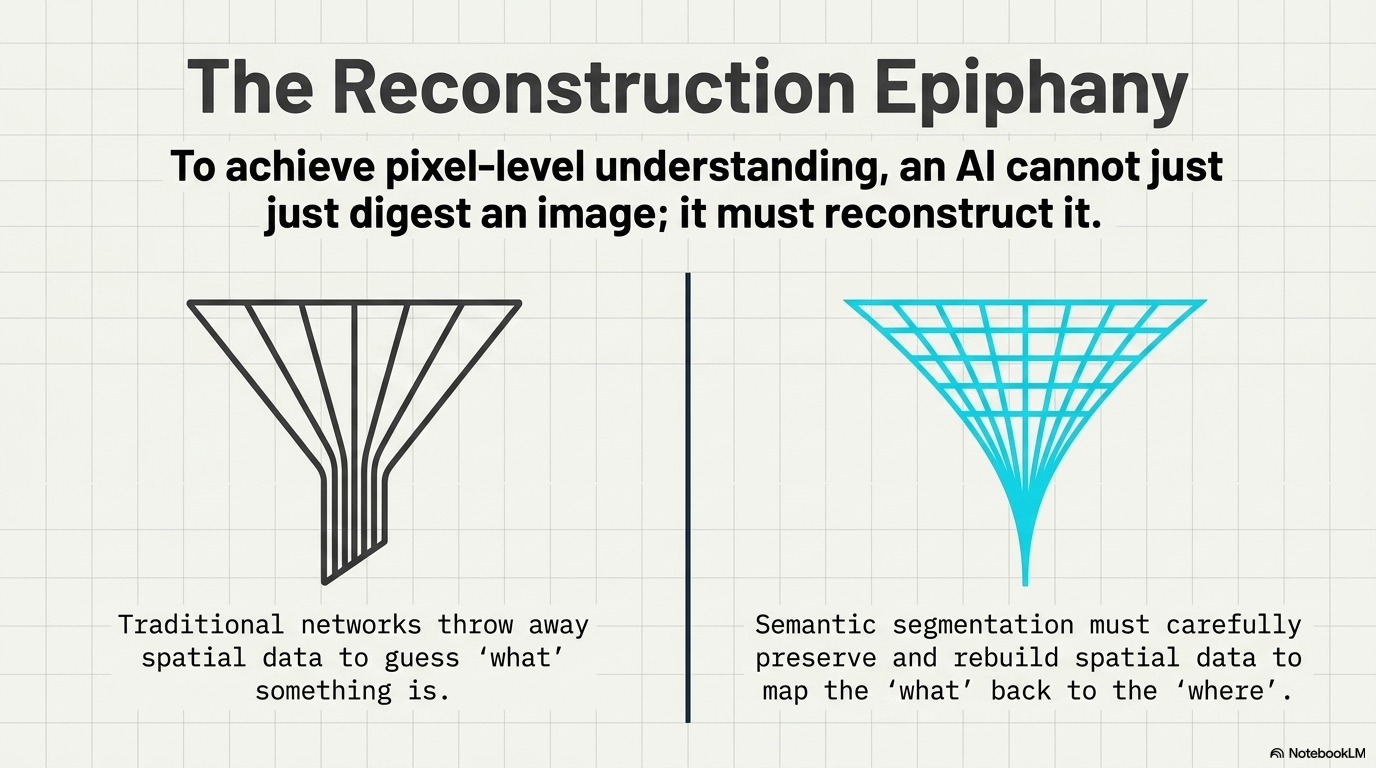 The Reconstruction Epiphany
To achieve pixel-level understanding, an AI cannot just
just digest an image; it must reconstruct it.
Traditional networks throw away
spatial data to guess ‘what’
something is.
Semantic segmentation must carefully
preserve and rebuild spatial data to
map the ‘what’ back to the ‘where’.
NotebookLM